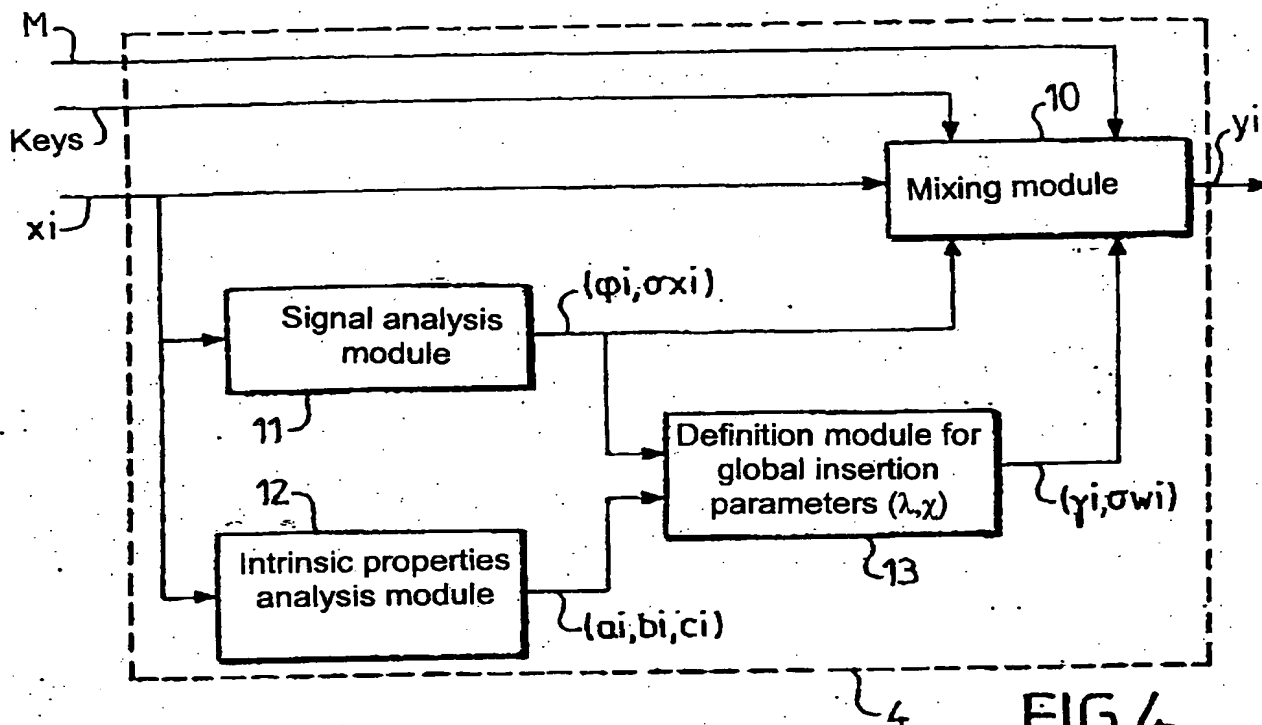 M
Keys
10
yi
Mixing module
xi
(φi,σxi)
Signal analysis
module
11
Definition module for
global insertion
parameters (λ,χ)
12
(γi,σwi)
Intrinsic properties
analysis module
13
(ai,bi,ci)
4
FIG.4